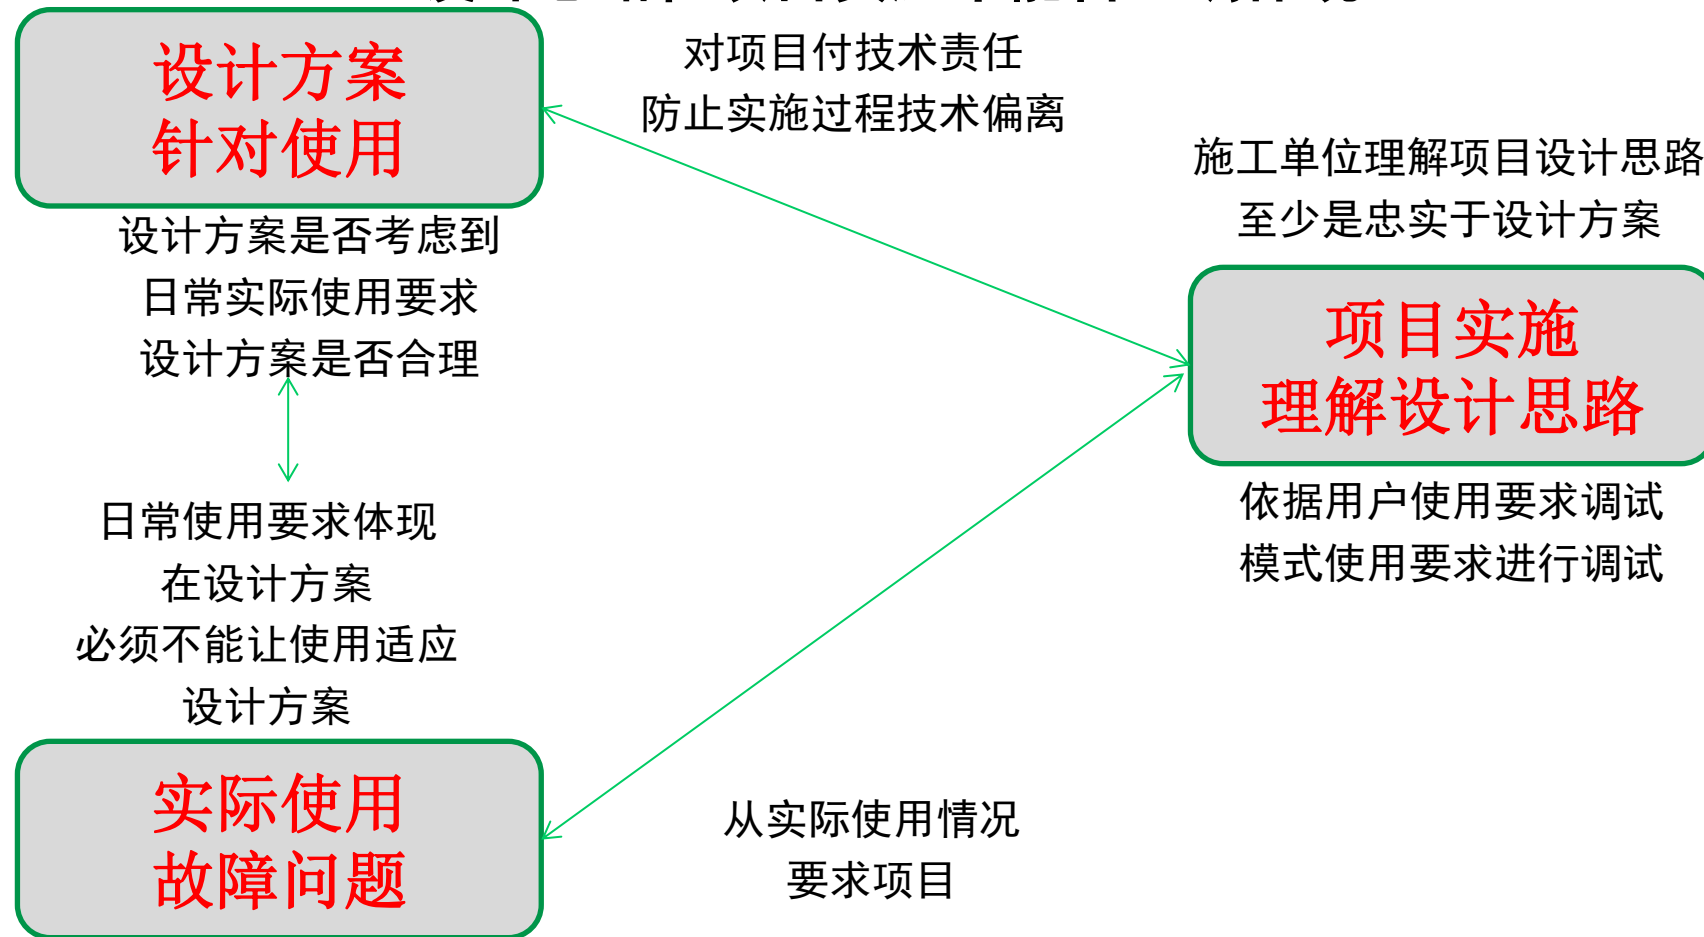 设计方案
针对使用
对项目付技术责任
防止实施过程技术偏离
施工单位理解项目设计思路
至少是忠实于设计方案
设计方案是否考虑到
日常实际使用要求
设计方案是否合理
项目实施
理解设计思路
依据用户使用要求调试
模式使用要求进行调试
日常使用要求体现
在设计方案
必须不能让使用适应
设计方案
实际使用
故障问题
从实际使用情况
要求项目